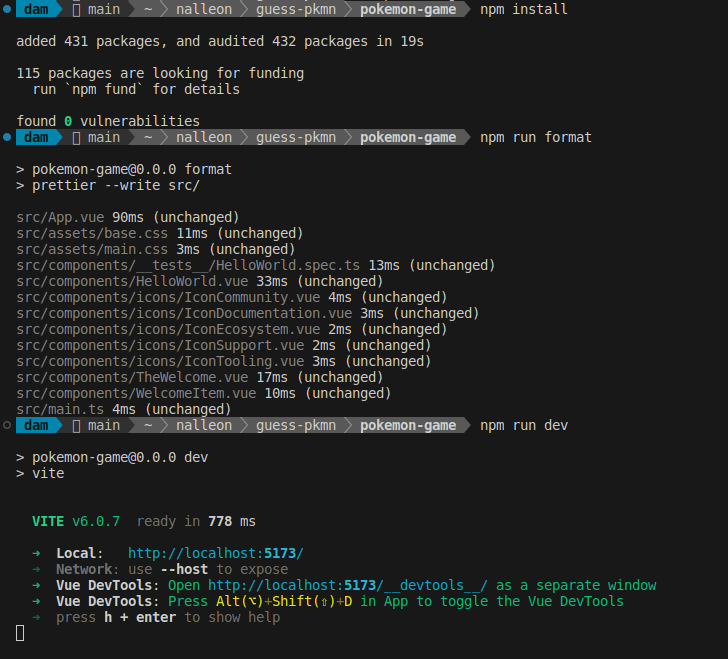 dam main ~ nalleon guess-pkmn pokemon-game npm install
added 431 packages, and audited 432 packages in 19s
115 packages are looking for funding
run `npm fund` for details
found 0 vulnerabilities
dam main ~ nalleon guess-pkmn pokemon-game npm run format
> pokemon-game@0.0.0 format
> prettier --write src/
src/App.vue 90ms (unchanged)
src/assets/base.css 11ms (unchanged)
src/assets/main.css 3ms (unchanged)
src/components/__tests__/HelloWorld.spec.ts 13ms (unchanged)
src/components/HelloWorld.vue 33ms (unchanged)
src/components/icons/IconCommunity.vue 4ms (unchanged)
src/components/icons/IconDocumentation.vue 3ms (unchanged)
src/components/icons/IconEcosystem.vue 2ms (unchanged)
src/components/icons/IconSupport.vue 2ms (unchanged)
src/components/icons/IconTooling.vue 3ms (unchanged)
src/components/TheWelcome.vue 17ms (unchanged)
src/components/WelcomeItem.vue 10ms (unchanged)
src/main.ts 4ms (unchanged)
dam main ~ nalleon guess-pkmn pokemon-game npm run dev
> pokemon-game@0.0.0 dev
> vite
VITE v6.0.7 ready in 778 ms
➜ Local: http://localhost:5173/
➜ Network: use --host to expose
➜ Vue DevTools: Open http://localhost:5173/__devtools__/ as a separate window
➜ Vue DevTools: Press Alt(⌥)+Shift(⇧)+D in App to toggle the Vue DevTools
➜ press h + enter to show help